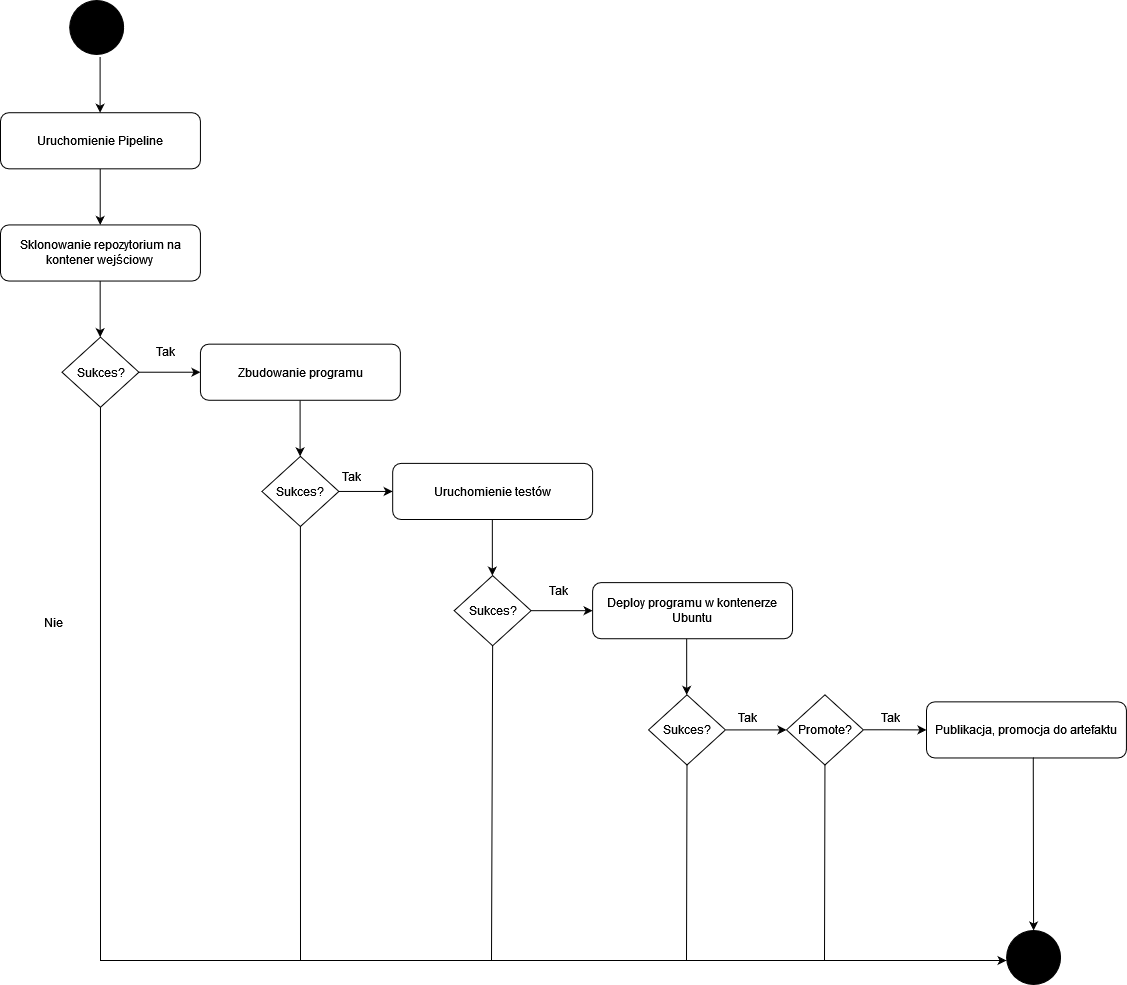 Uruchomienie Pipeline
Sklonowanie repozytorium na
kontener wejściowy
Sukces?
Tak
Zbudowanie programu
Sukces?
Tak
Uruchomienie testów
Sukces?
Tak
Deploy programu w kontenerze
Ubuntu
Nie
Sukces?
Tak
Promote?
Tak
Publikacja, promocja do artefaktu